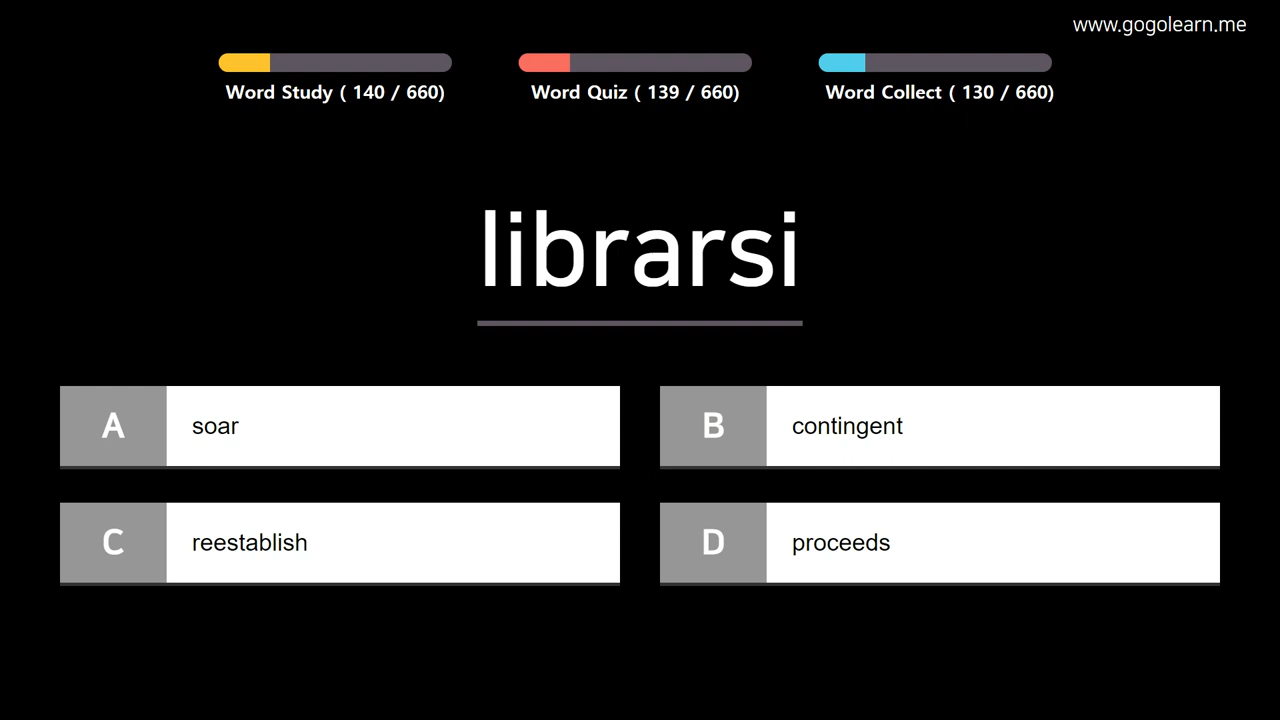 www.gogolearn.me
Word Study ( 140 / 660)
Word Quiz ( 139 / 660)
Word Collect ( 130 / 660)
librarsi
A soar
B contingent
C reestablish
D proceeds